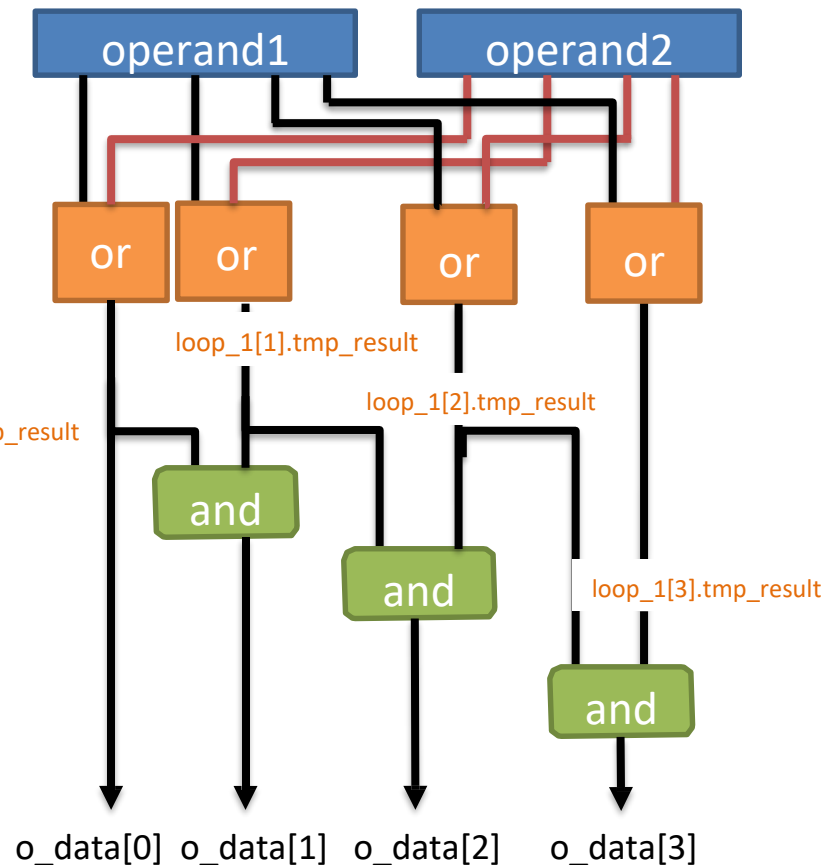 operand1
operand2
or
or
or
or
loop_1[1].tmp_result
loop_1[2].tmp_result
_result
and
and
loop_1[3].tmp_result
and
o_data[0] o_data[1] o_data[2] o_data[3]